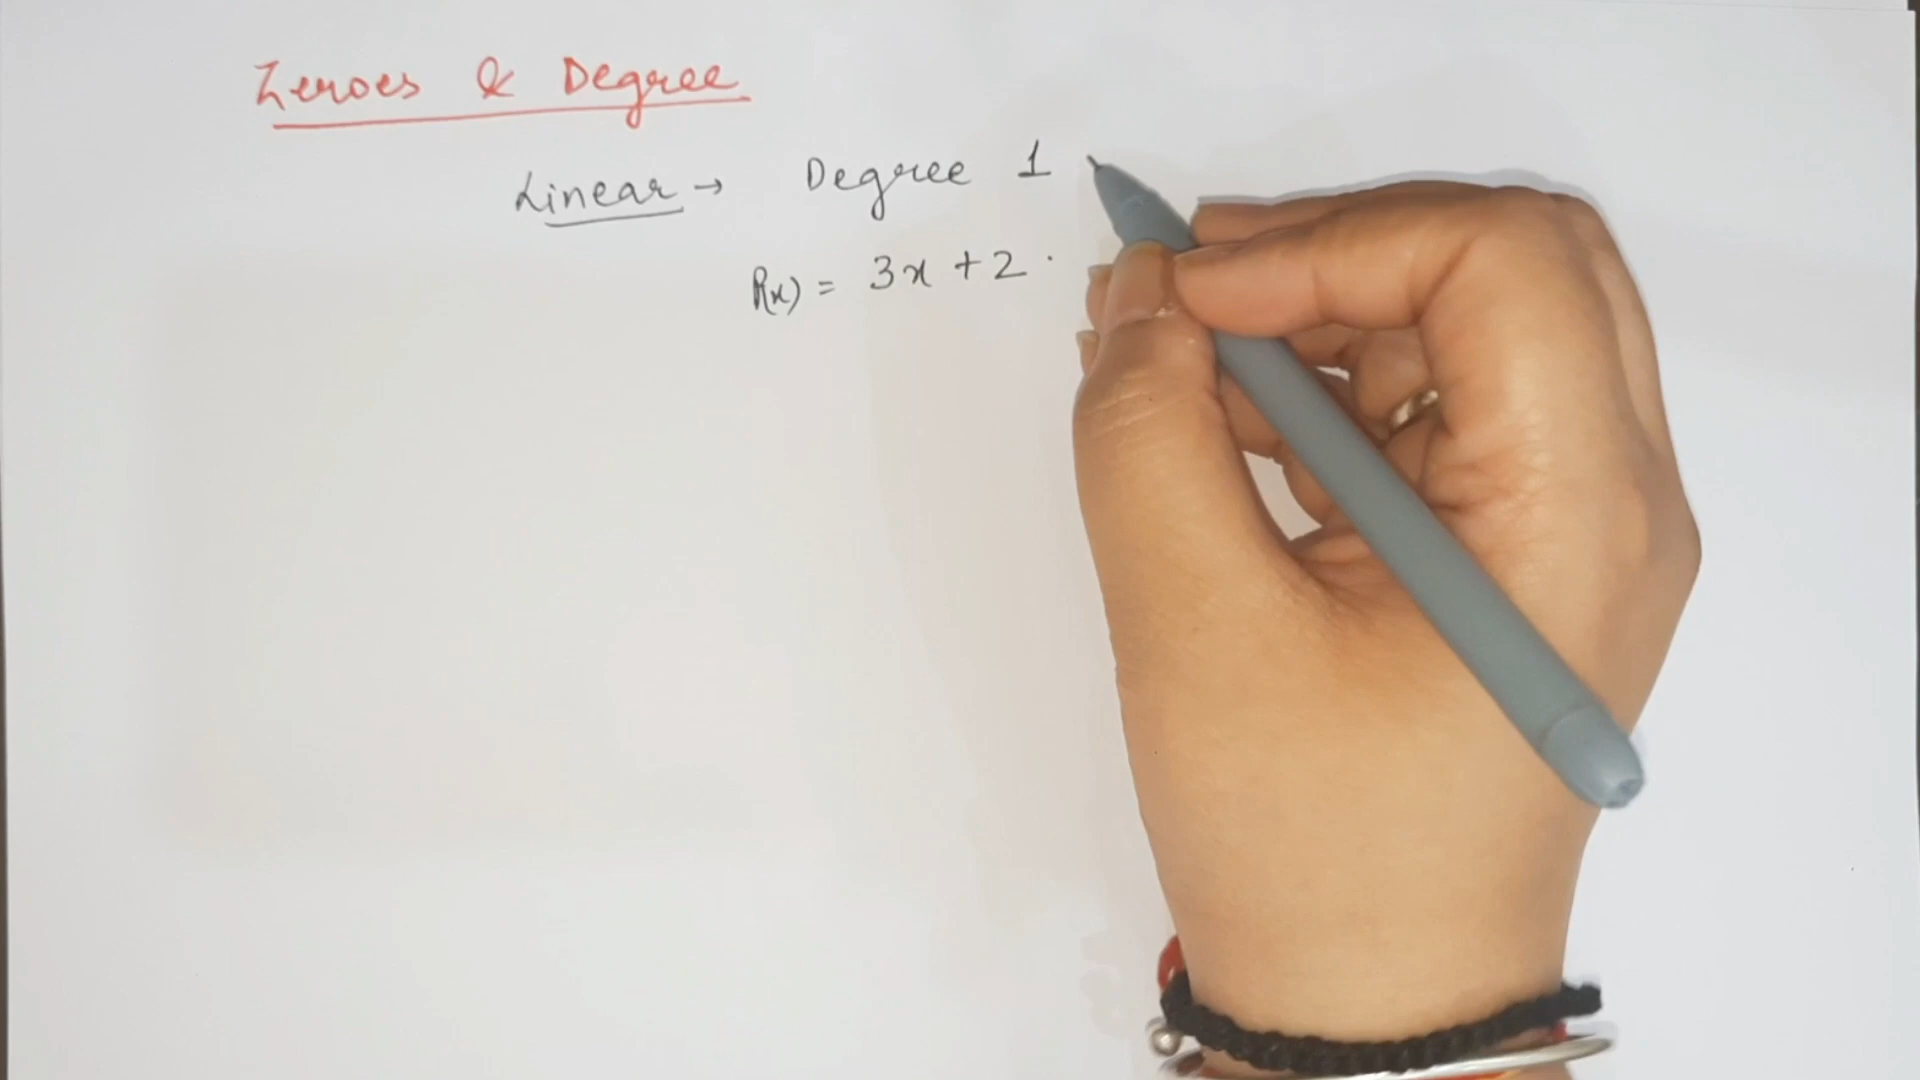 Zeroes & Degree
Linear → Degree 1
P(x) = 3x + 2 .